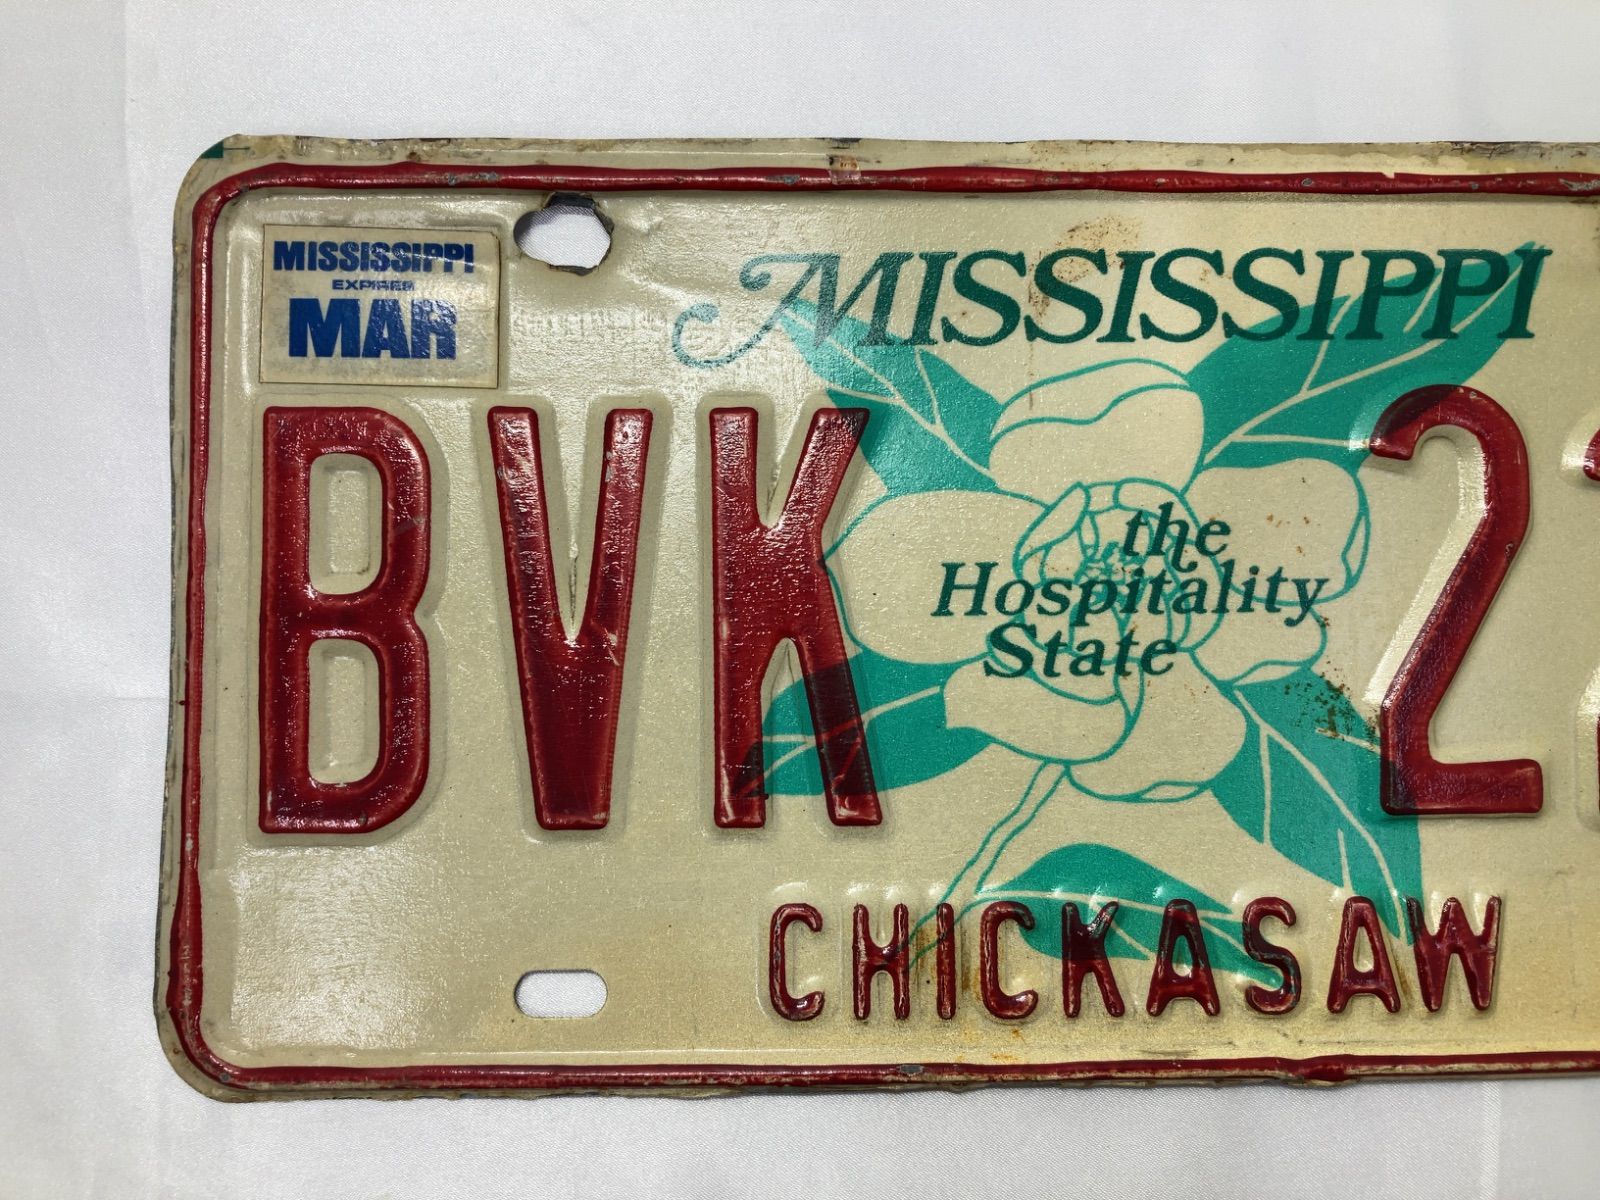 MISSISSIPPI
EXPIRES
MAR
MISSISSIPPI
BVK 2
the
Hospitality
State
CHICKASAW